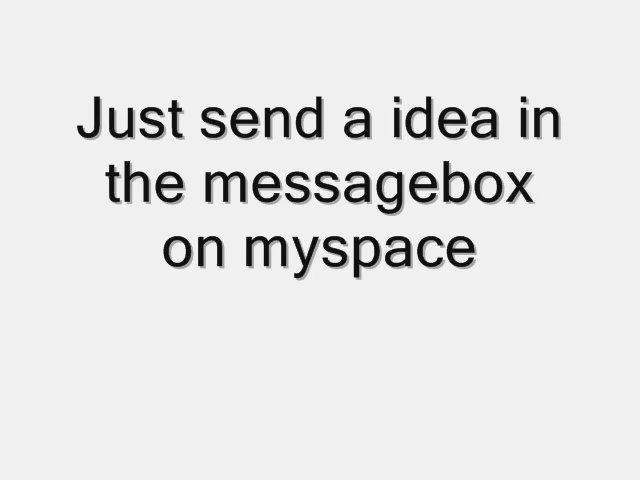 Just send a idea in
the messagebox
on myspace